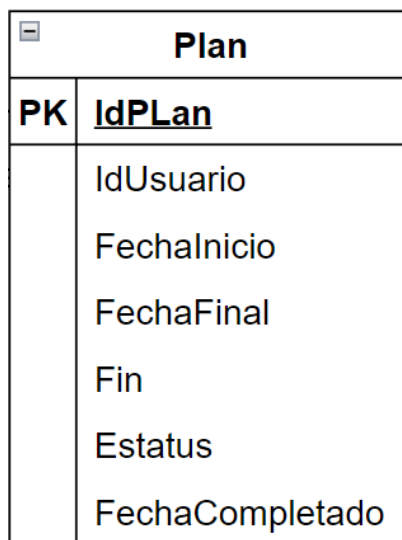 Plan
PK IdPLan
IdUsuario
FechaInicio
FechaFinal
Fin
Estatus
FechaCompletado